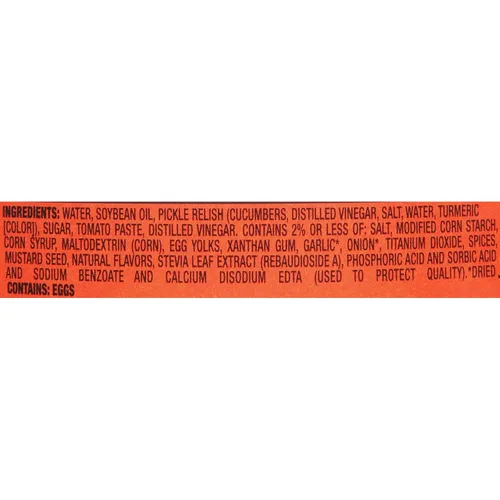 INGREDIENTS: WATER, SOYBEAN OIL, PICKLE RELISH (CUCUMBERS, DISTILLED VINEGAR, SALT, WATER, TURMERIC
[COLOR]), SUGAR, TOMATO PASTE, DISTILLED VINEGAR. CONTAINS 2% OR LESS OF: SALT, MODIFIED CORN STARCH,
CORN SYRUP, MALTODEXTRIN (CORN), EGG YOLKS, XANTHAN GUM, GARLIC*, ONION*, TITANIUM DIOXIDE, SPICES,
MUSTARD SEED, NATURAL FLAVORS, STEVIA LEAF EXTRACT (REBAUDIOSIDE A), PHOSPHORIC ACID AND SORBIC ACID
AND SODIUM BENZOATE AND CALCIUM DISODIUM EDTA (USED TO PROTECT QUALITY).*DRIED
CONTAINS: EGGS